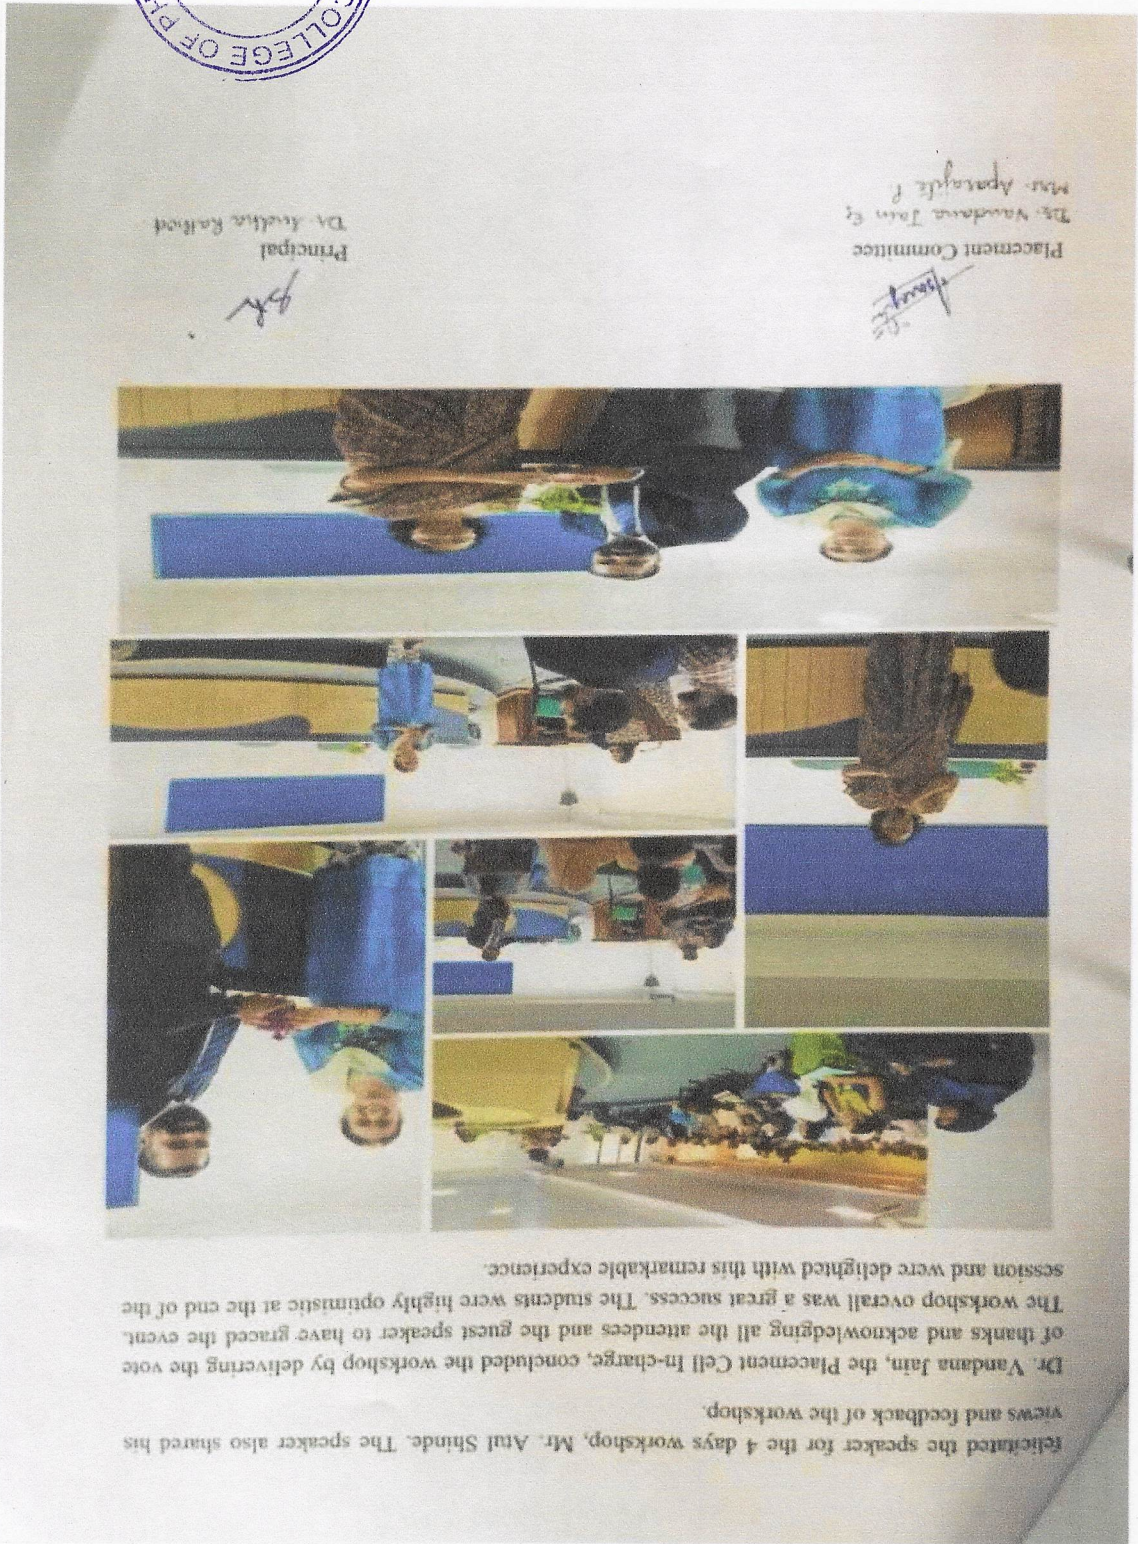 felicitated the speaker for the 4 days workshop, Mr. Atul Shinde. The speaker also shared his
views and feedback of the workshop.
Dr. Vandana Jain, the Placement Cell In-charge, concluded the workshop by delivering the vote
of thanks and acknowledging all the attendees and the guest speaker to have graced the event.
The workshop overall was a great success. The students were highly optimistic at the end of the
session and were delighted with this remarkable experience.
Placement Committee
Dr. Vandana Jain &
Mrs. Aparajita P.
Principal
Dr. Sudha Rathod
COLLEGE OF PH